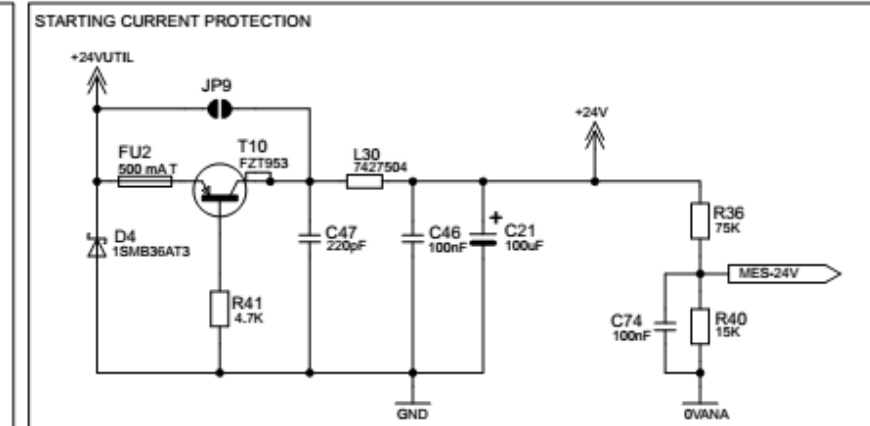 STARTING CURRENT PROTECTION
+24VUTIL
JP9
+24V
FU2
500 mA T
T10
FZT953
L30
7427504
R36
75K
D4
1SMB36AT3
C47
220pF
C46
100nF
+
C21
100uF
MES-24V
R41
4.7K
C74
100nF
R40
15K
GND
0VANA